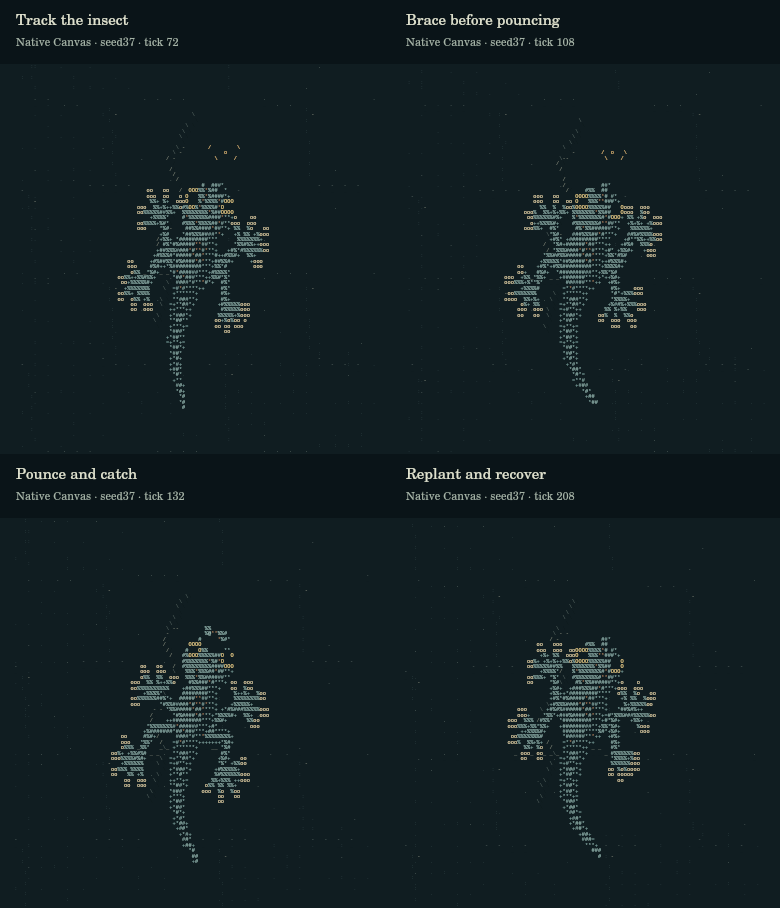 Track the insect
Native Canvas · seed37 · tick 72
Brace before pouncing
Native Canvas · seed37 · tick 108
Pounce and catch
Native Canvas · seed37 · tick 132
Replant and recover
Native Canvas · seed37 · tick 208